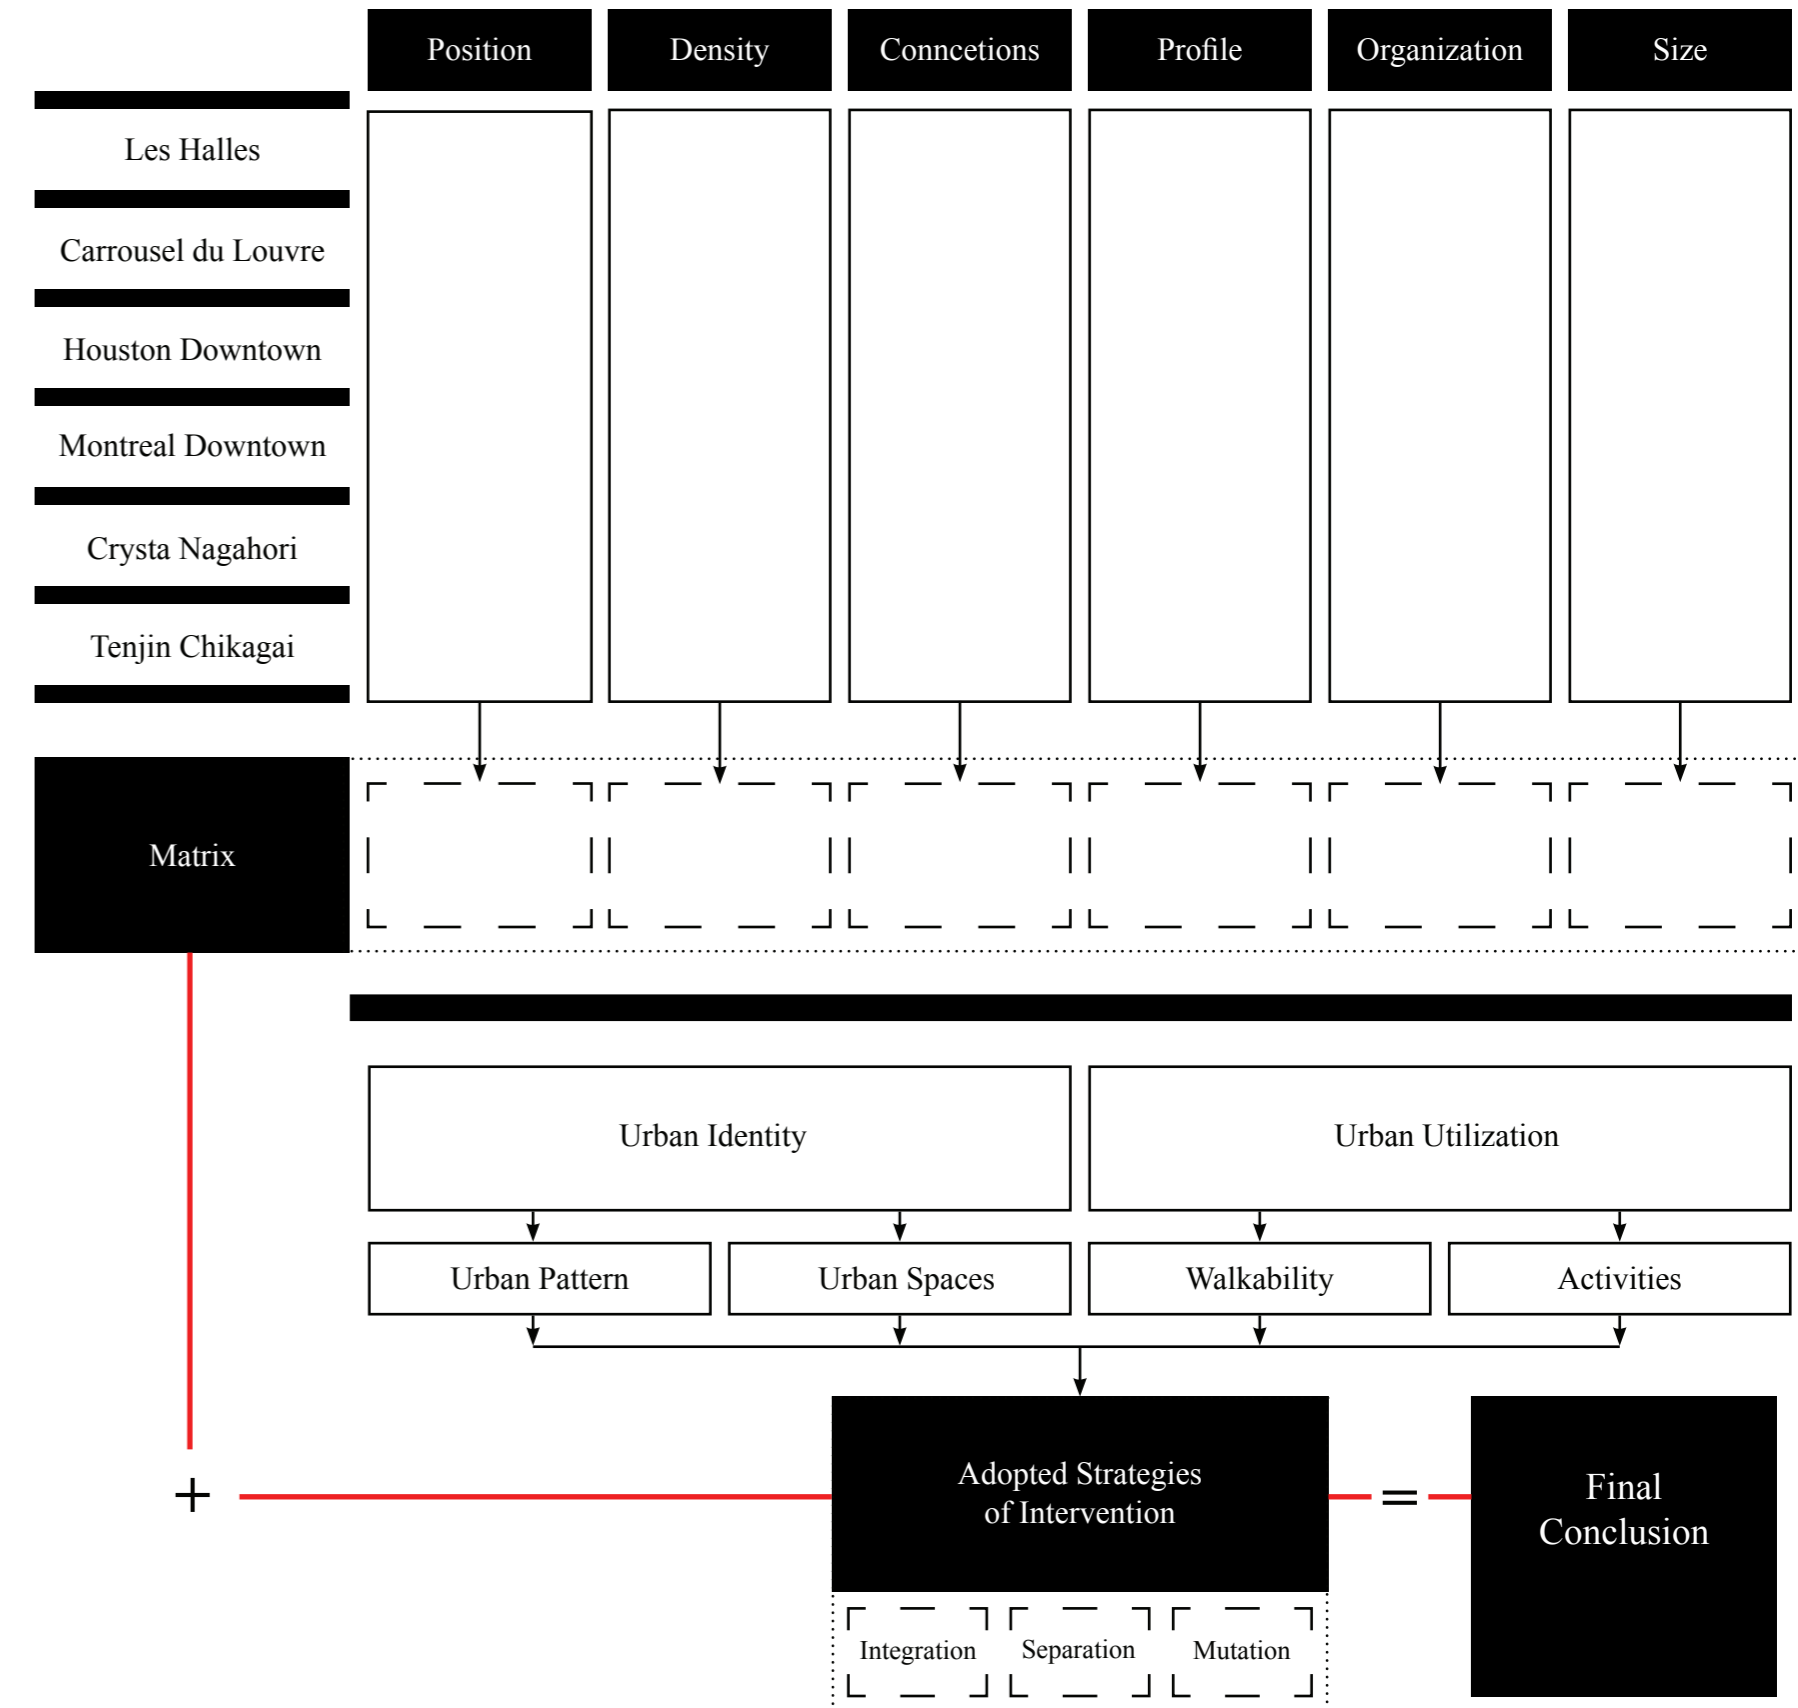 Position
Density
Conncetions
Profile
Organization
Size
Les Halles
Carrousel du Louvre
Houston Downtown
Montreal Downtown
Crysta Nagahori
Tenjin Chikagai
Matrix
Urban Identity
Urban Utilization
Urban Pattern
Urban Spaces
Walkability
Activities
+
Adopted Strategies
of Intervention
=
Final
Conclusion
Integration
Separation
Mutation